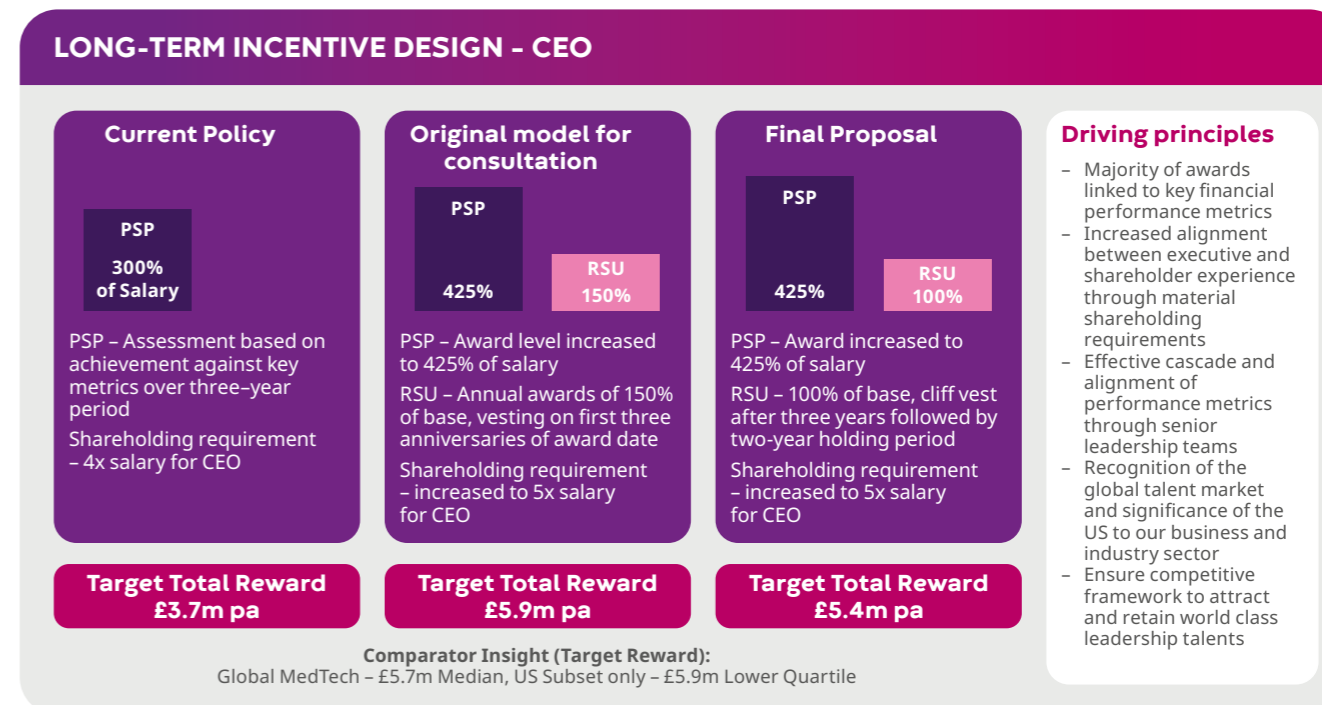 LONG-TERM INCENTIVE DESIGN – CEO
Current Policy
PSP
300%
of Salary
PSP – Assessment based on
achievement against key
metrics over three–year
period
Shareholding requirement
– 4x salary for CEO
Target Total Reward
£3.7m pa
Original model for
consultation
PSP
425%
RSU
150%
PSP – Award level increased
to 425% of salary
RSU – Annual awards of 150%
of base, vesting on first three
anniversaries of award date
Shareholding requirement
– increased to 5x salary
for CEO
Target Total Reward
£5.9m pa
Final Proposal
PSP
425%
RSU
100%
PSP – Award increased to
425% of salary
RSU – 100% of base, cliff vest
after three years followed by
two-year holding period
Shareholding requirement
– increased to 5x salary
for CEO
Target Total Reward
£5.4m pa
Comparator Insight (Target Reward):
Global MedTech – £5.7m Median, US Subset only – £5.9m Lower Quartile
Driving principles
– Majority of awards
linked to key financial
performance metrics
– Increased alignment
between executive and
shareholder experience
through material
shareholding
requirements
– Effective cascade and
alignment of
performance metrics
through senior
leadership teams
– Recognition of the
global talent market
and significance of the
US to our business and
industry sector
– Ensure competitive
framework to attract
and retain world class
leadership talents